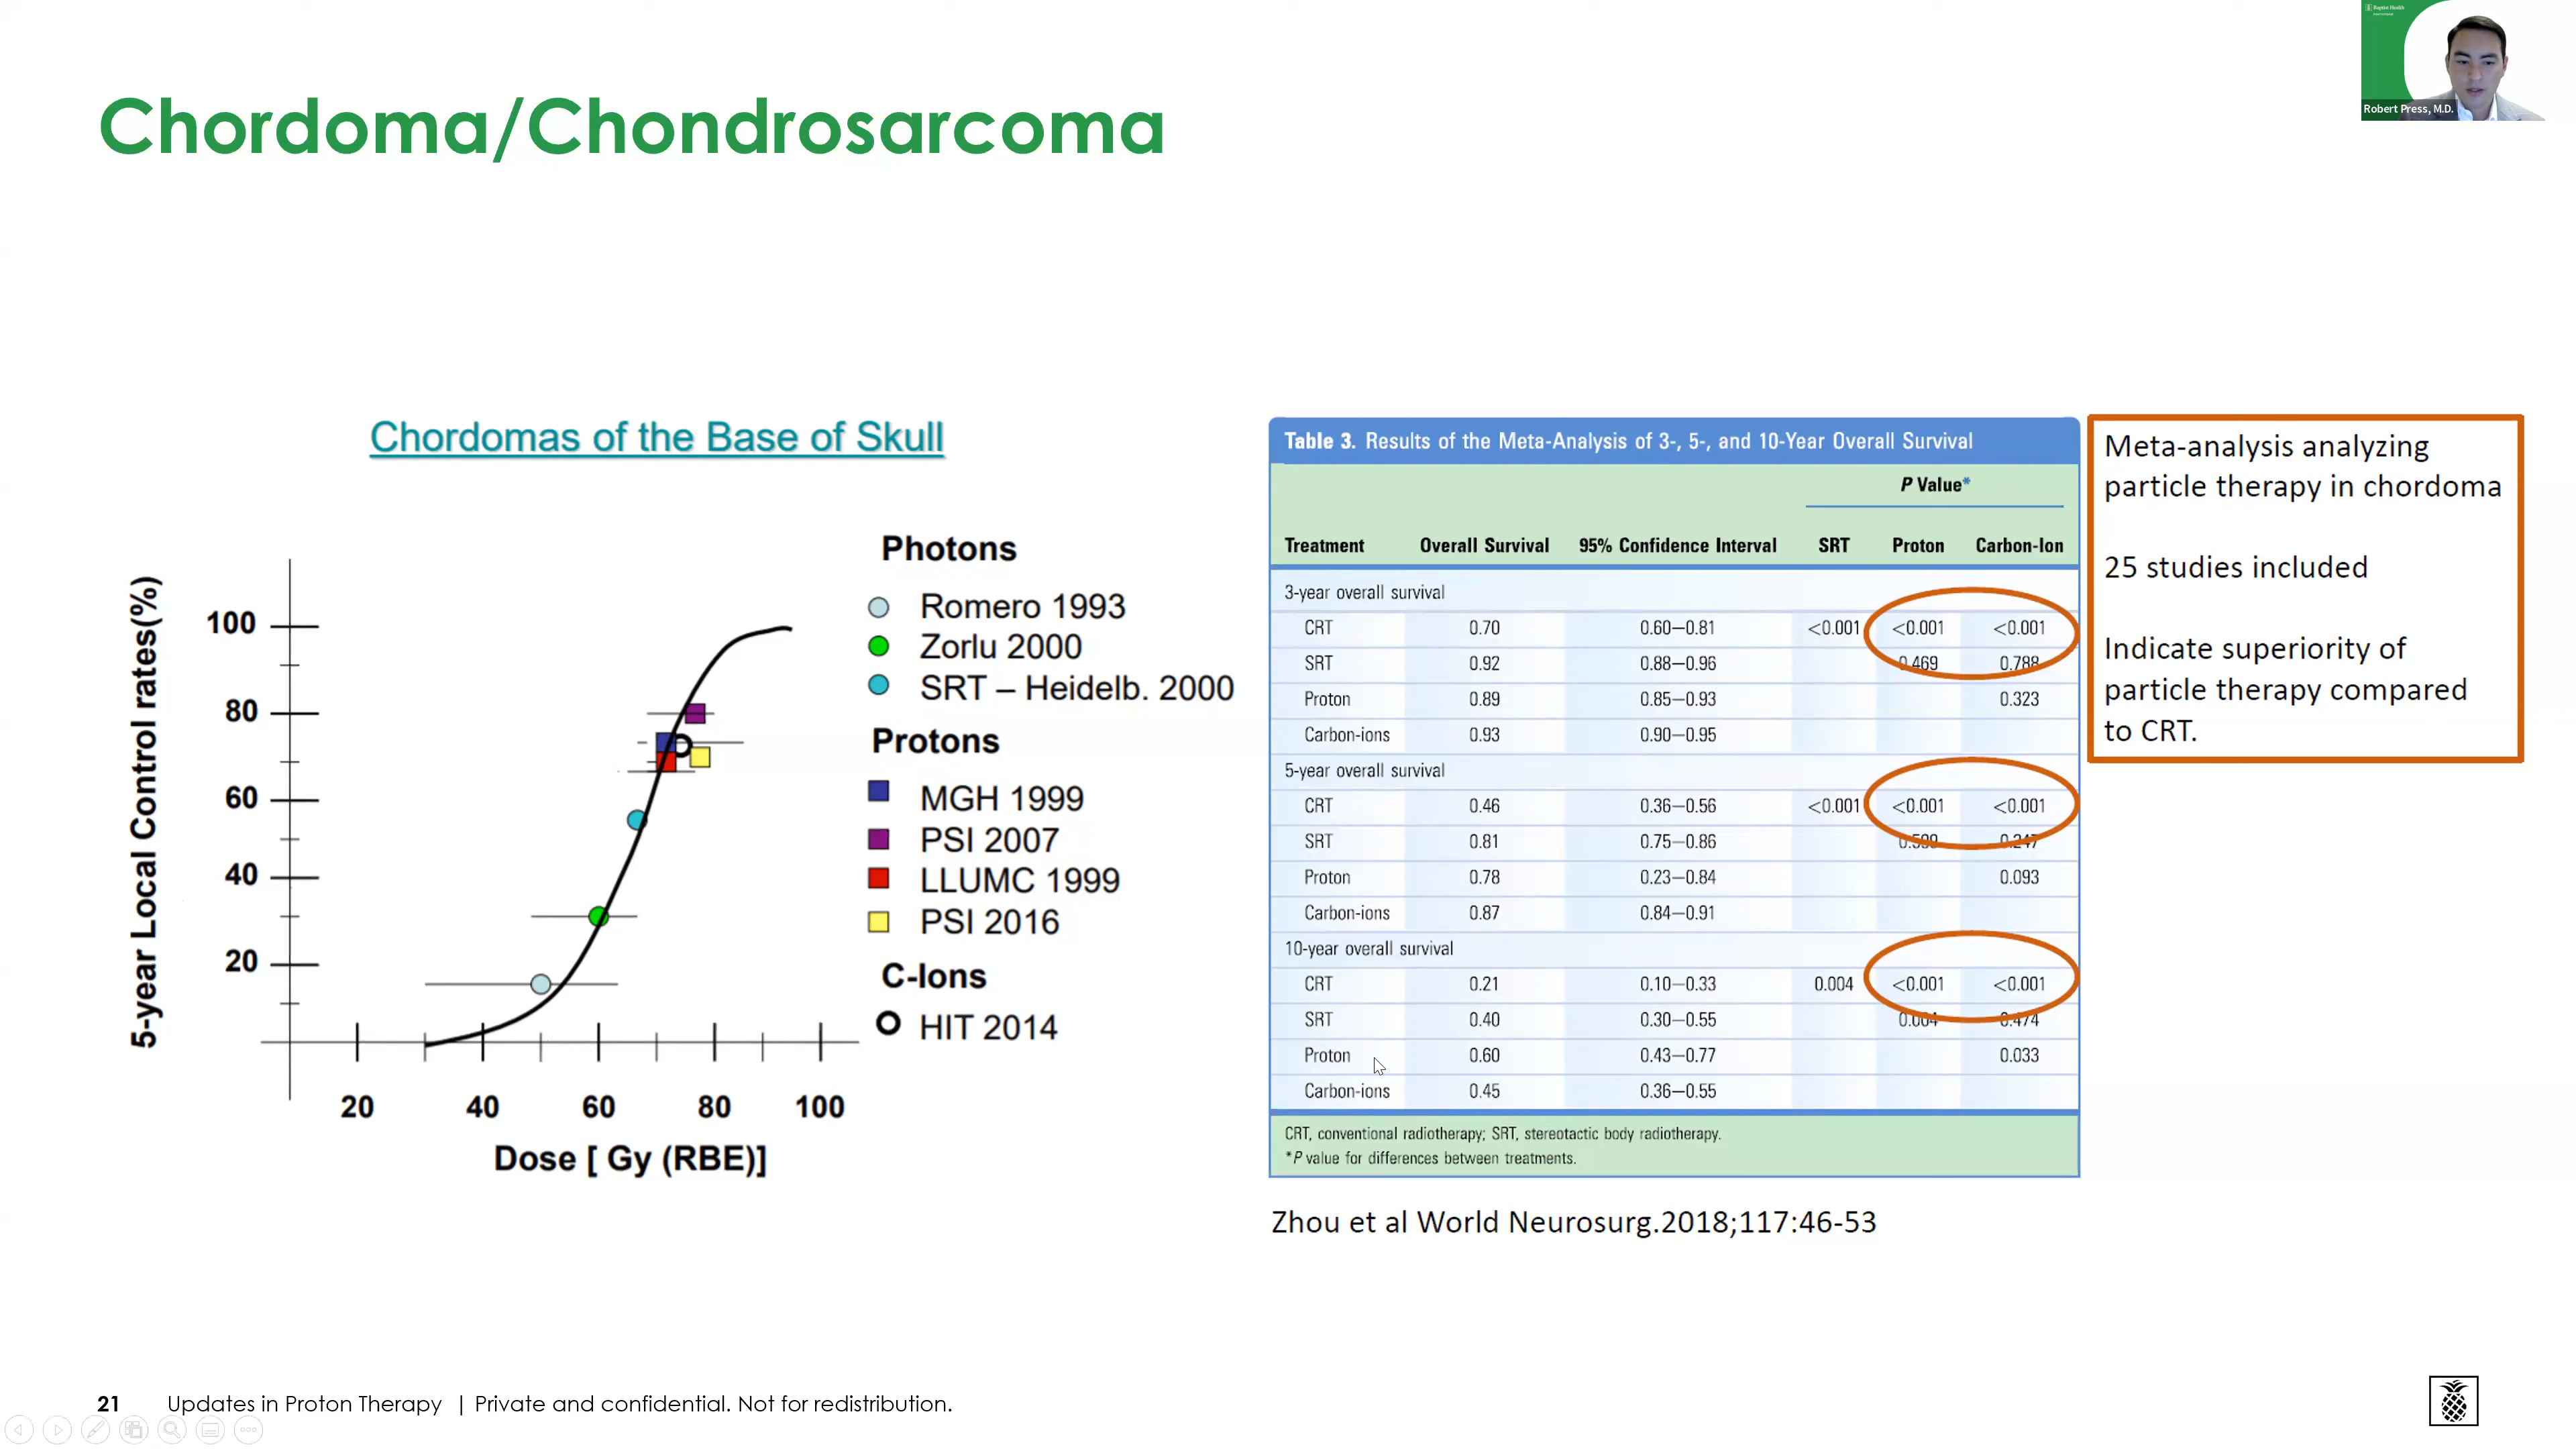 Baptist Health
Robert Press, M.D.
Chordoma/Chondrosarcoma
Chordomas of the Base of Skull
5-year Local Control rates(%)
100
80
60
40
20
20 40 60 80 100
Dose [ Gy (RBE)]
Photons
Romero 1993
Zorlu 2000
SRT – Heidelb. 2000
Protons
MGH 1999
PSI 2007
LLUMC 1999
PSI 2016
C-Ions
HIT 2014
Table 3. Results of the Meta-Analysis of 3-, 5-, and 10-Year Overall Survival
P Value*
Treatment Overall Survival 95% Confidence Interval SRT Proton Carbon-Ion
3-year overall survival
CRT 0.70 0.60–0.81 <0.001 <0.001 <0.001
SRT 0.92 0.88–0.96 0.469 0.788
Proton 0.89 0.85–0.93 0.323
Carbon-ions 0.93 0.90–0.95
5-year overall survival
CRT 0.46 0.36–0.56 <0.001 <0.001 <0.001
SRT 0.81 0.75–0.86 0.247
Proton 0.78 0.23–0.84 0.093
Carbon-ions 0.87 0.84–0.91
10-year overall survival
CRT 0.21 0.10–0.33 0.004 <0.001 <0.001
SRT 0.40 0.30–0.55 0.004 0.474
Proton 0.60 0.43–0.77 0.033
Carbon-ions 0.45 0.36–0.55
CRT, conventional radiotherapy; SRT, stereotactic body radiotherapy.
*P value for differences between treatments.
Zhou et al World Neurosurg.2018;117:46-53
Meta-analysis analyzing
particle therapy in chordoma
25 studies included
Indicate superiority of
particle therapy compared
to CRT.
21 Updates in Proton Therapy | Private and confidential. Not for redistribution.